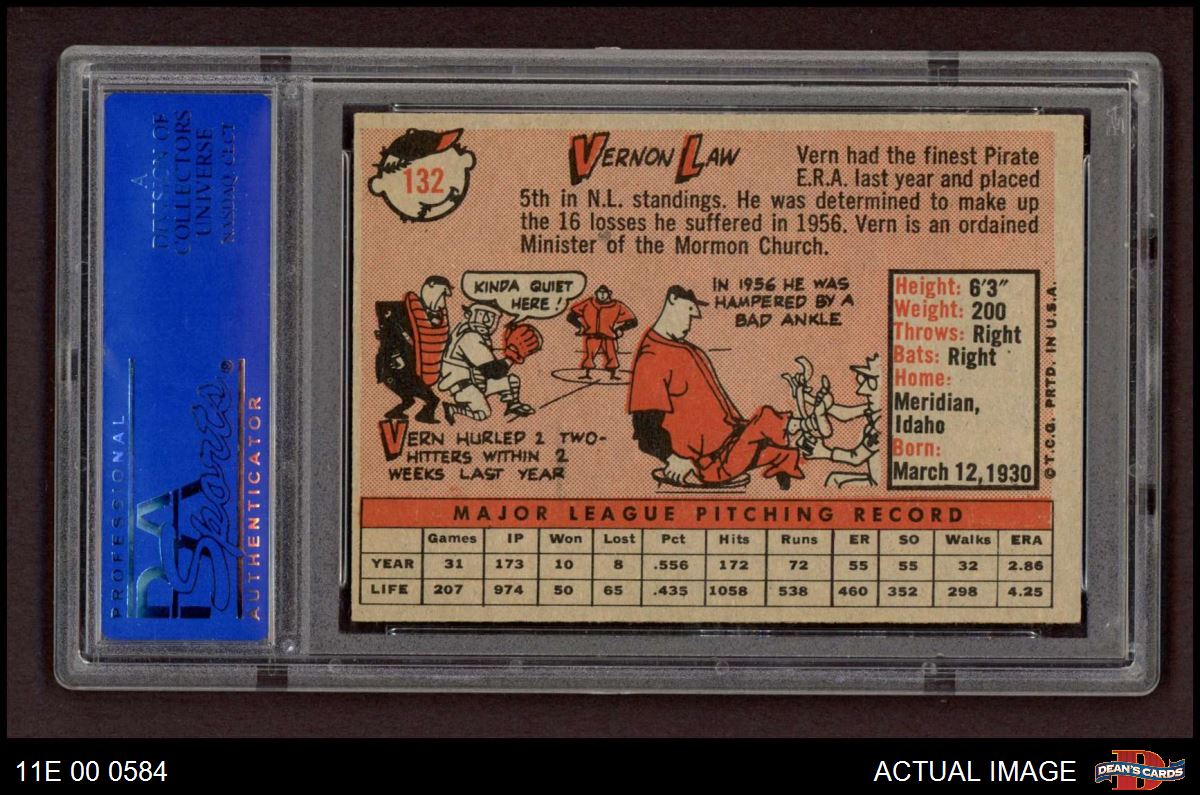 A
DIVISION OF
COLLECTORS
UNIVERSE
NASDAQ: CLCT
PROFESSIONAL
PSA
Sports®
AUTHENTICATOR
132
VERNON LAW
Vern had the finest Pirate
E.R.A. last year and placed
5th in N.L. standings. He was determined to make up
the 16 losses he suffered in 1956. Vern is an ordained
Minister of the Mormon Church.
KINDA QUIET
HERE!
VERN HURLED 2 TWO-
HITTERS WITHIN 2
WEEKS LAST YEAR
IN 1956 HE WAS
HAMPERED BY A
BAD ANKLE
Height: 6'3"
Weight: 200
Throws: Right
Bats: Right
Home:
Meridian,
Idaho
Born:
March 12, 1930
© T.C.G. PRTD. IN U.S.A.
MAJOR LEAGUE PITCHING RECORD
Games IP Won Lost Pct Hits Runs ER SO Walks ERA
YEAR 31 173 10 8 .556 172 72 55 55 32 2.86
LIFE 207 974 50 65 .435 1058 538 460 352 298 4.25
11E 00 0584
ACTUAL IMAGE
D
DEAN'S CARDS